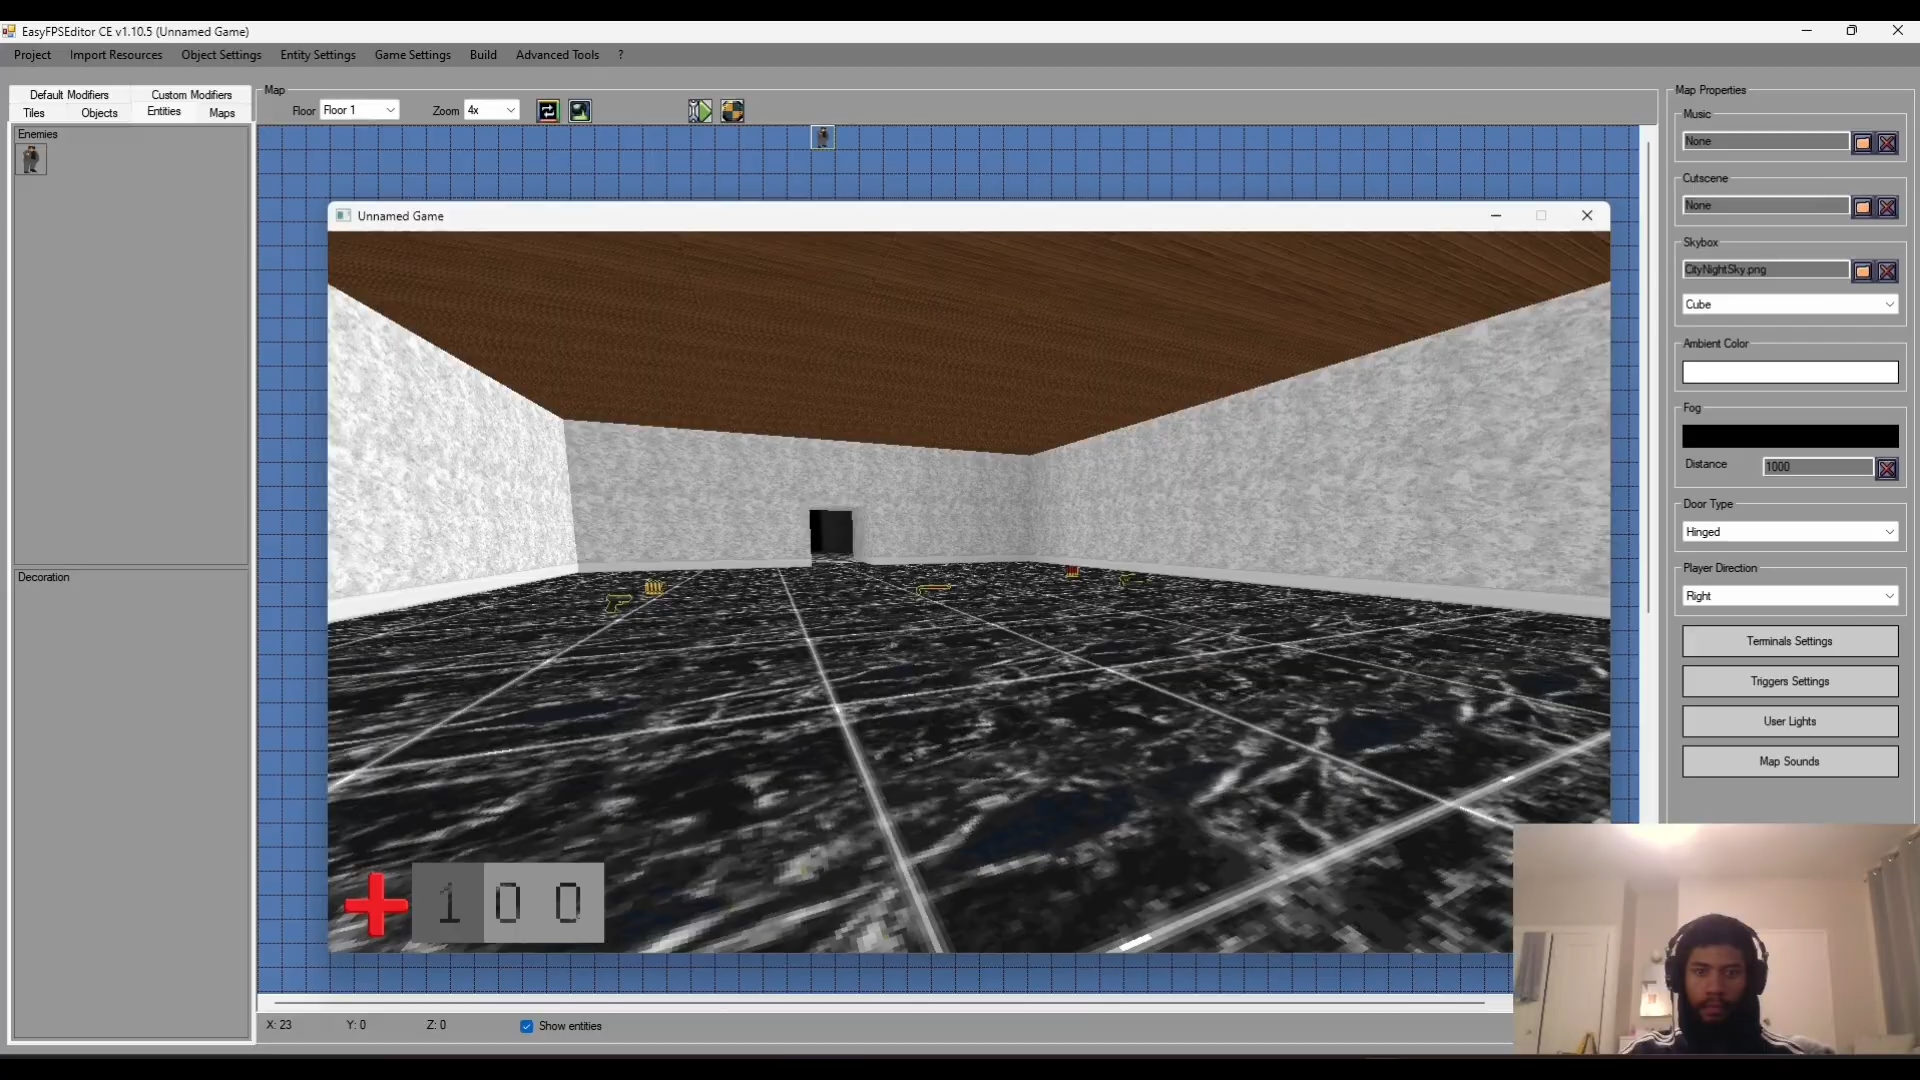 EasyFPSEditor CE v1.10.5 (Unnamed Game)
Project Import Resources Object Settings Entity Settings Game Settings Build Advanced Tools ?
Default Modifiers Custom Modifiers
Tiles Objects Entities Maps
Enemies
Decoration
Map
Floor Floor 1 Zoom 4x
Unnamed Game
100
X: 23 Y: 0 Z: 0 Show entities
Map Properties
Music
None
Cutscene
None
Skybox
CityNightSky.png
Cube
Ambient Color
Fog
Distance 1000
Door Type
Hinged
Player Direction
Right
Terminals Settings
Triggers Settings
User Lights
Map Sounds